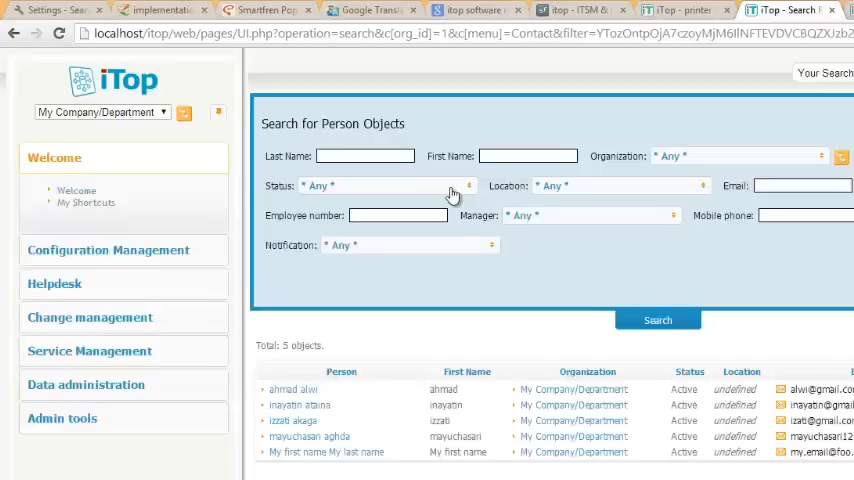 Settings - Sear
implementation
Smartfren Pop
Google Transla
itop software
itop - ITSM &
iTop - printer
iTop - Search R
localhost/itop/web/pages/UI.php?operation=search&c[org_id]=1&c[menu]=Contact&filter=
iTop
Your Search
My Company/Department
Search for Person Objects
Welcome
Last Name:
First Name:
Organization: * Any *
Welcome
My Shortcuts
Status: * Any *
Location: * Any *
Email:
Employee number:
Manager: * Any *
Mobile phone:
Notification: * Any *
Configuration Management
Helpdesk
Change management
Service Management
Data administration
Admin tools
Search
Total: 5 objects.
Person First Name Organization Status Location E
ahmad alwi ahmad My Company/Department Active undefined alwi@gmail.co
inayatin ataina inayatin My Company/Department Active undefined inayatin@gma
izzati akaga izzati My Company/Department Active undefined izati@gmail.co
mayuchasari aghda mayuchasari My Company/Department Active undefined mayuchasari12
My first name My last name My first name My Company/Department Active undefined my.email@foo.